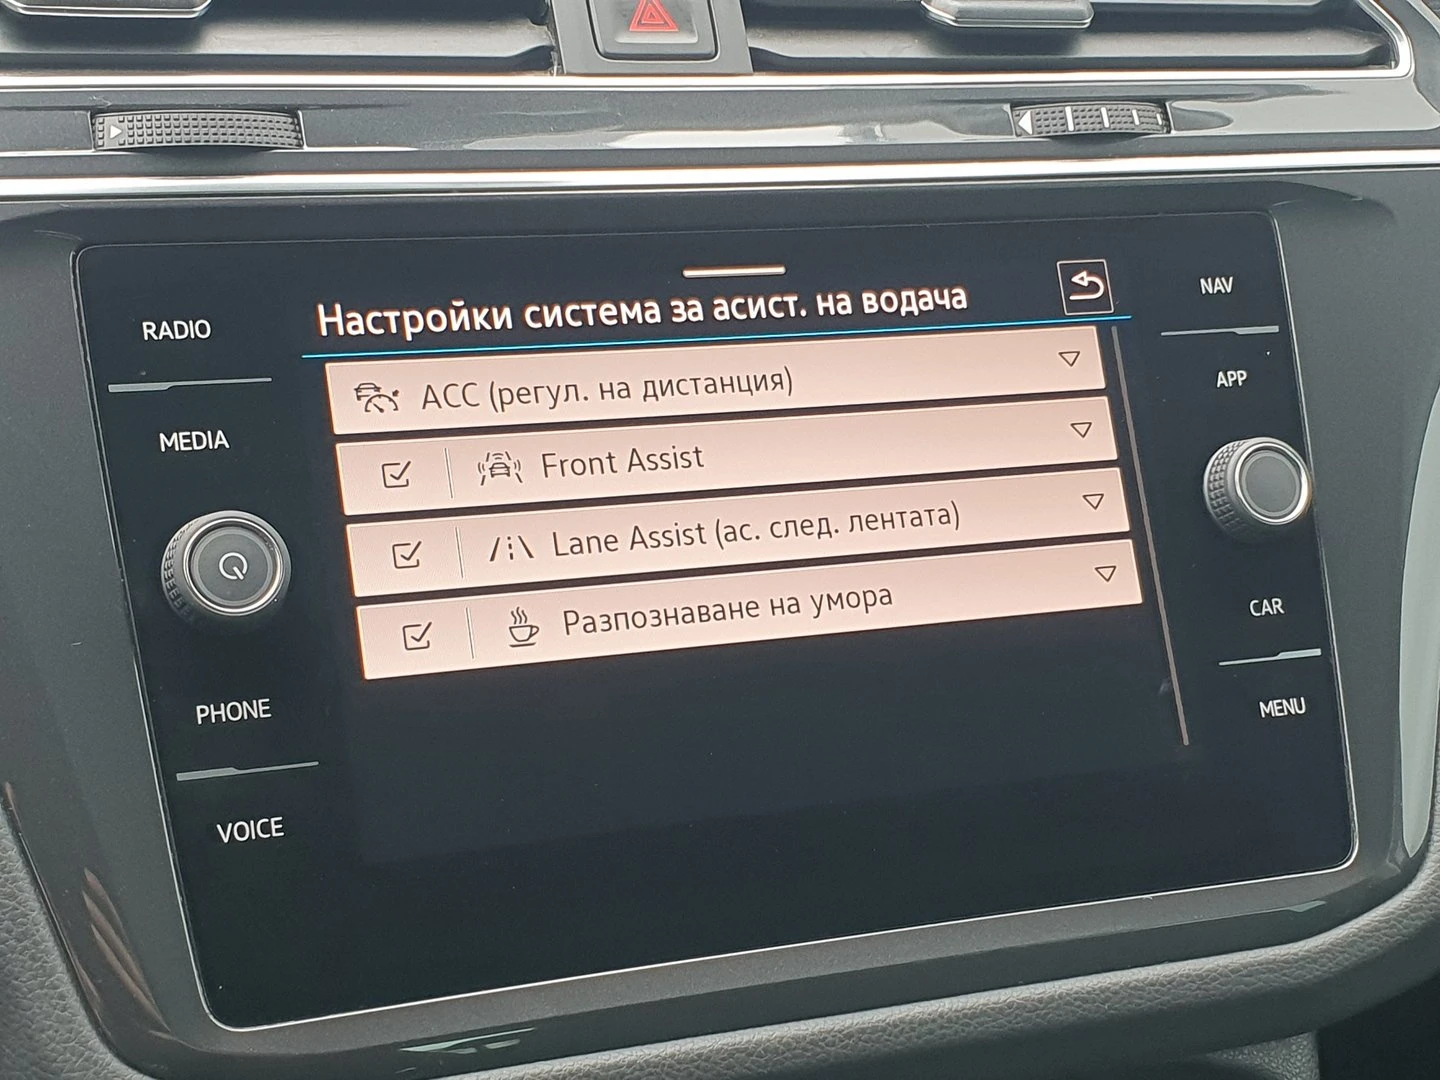 RADIO
MEDIA
PHONE
VOICE
Настройки система за асист. на водача
ACC (регул. на дистанция)
Front Assist
Lane Assist (ас. след. лентата)
Разпознаване на умора
NAV
APP
CAR
MENU